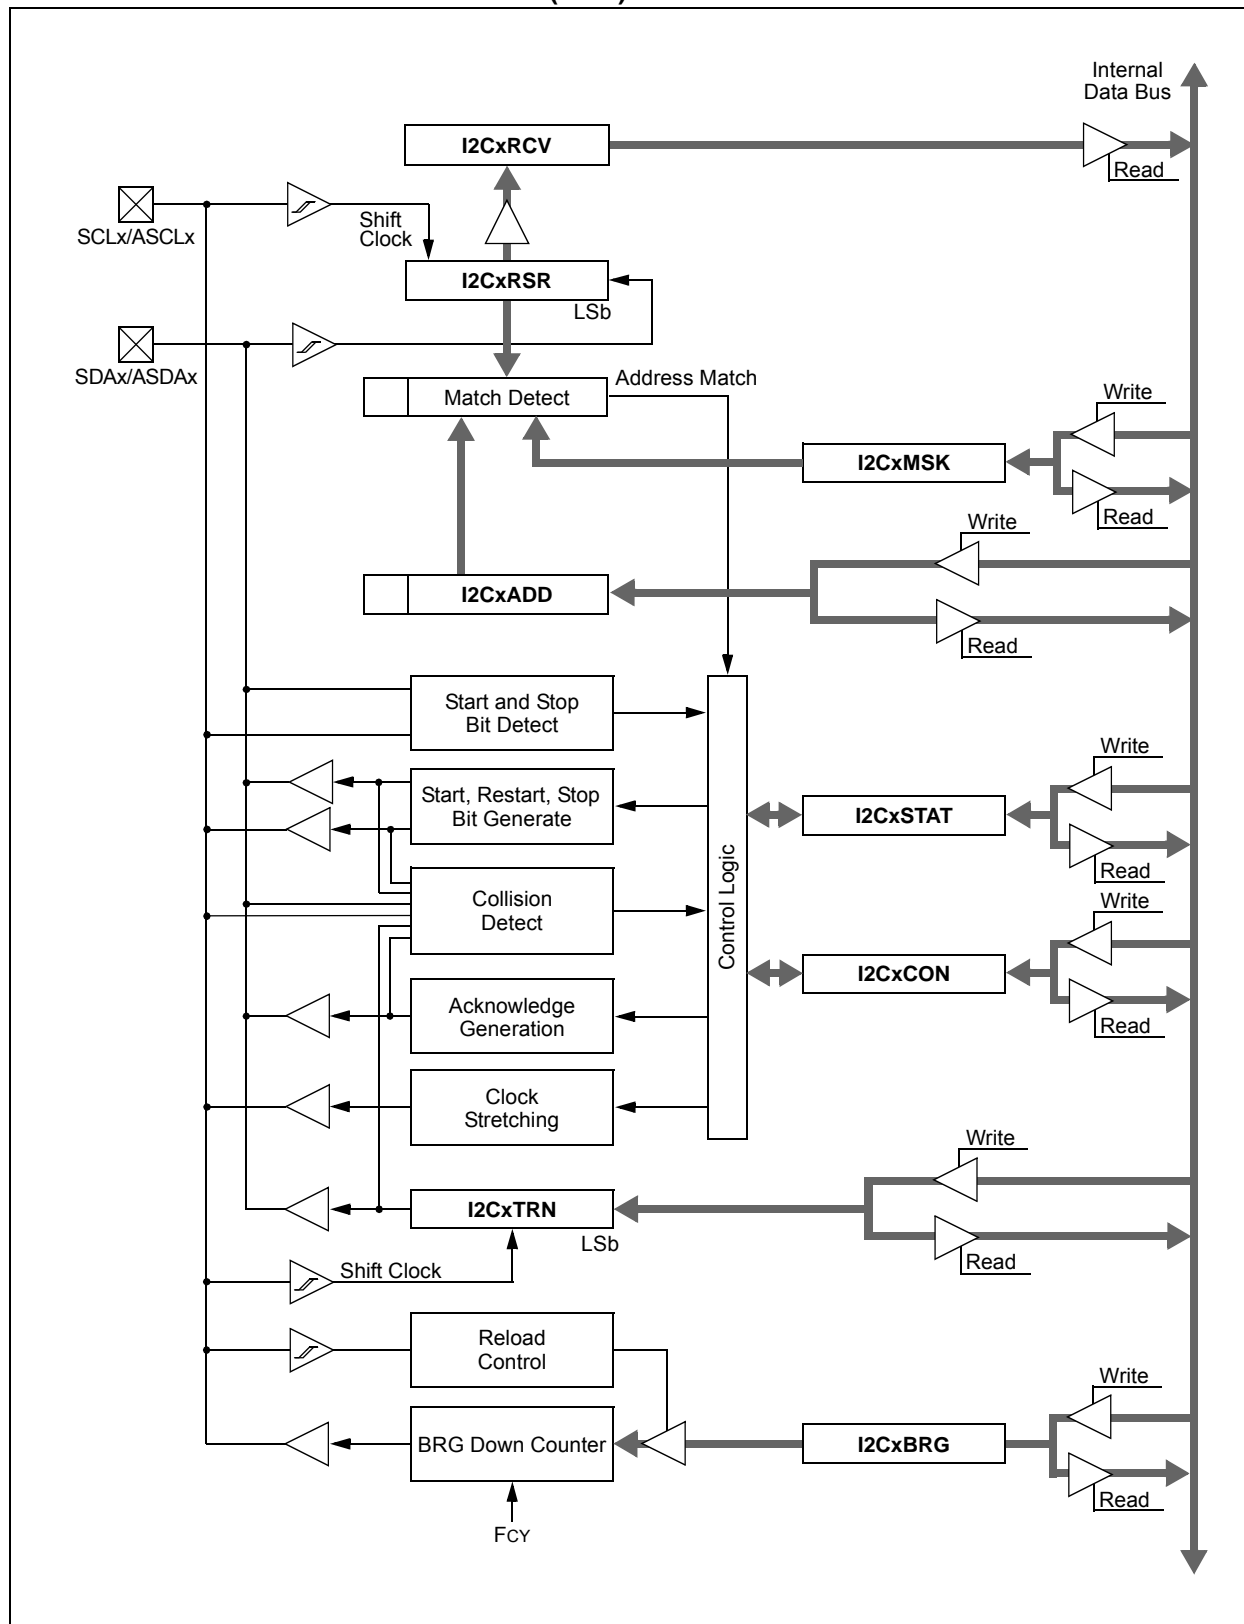 Internal
Data Bus
I2CxRCV
Read
SCLx/ASCLx
Shift
Clock
I2CxRSR
LSb
SDAx/ASDAx
Address Match
Match Detect
Write
I2CxMSK
Read
Write
I2CxADD
Read
Start and Stop
Bit Detect
Write
Start, Restart, Stop
Bit Generate
I2CxSTAT
Read
Control Logic
Collision
Detect
Write
I2CxCON
Read
Acknowledge
Generation
Clock
Stretching
Write
I2CxTRN
LSb
Read
Shift Clock
Reload
Control
Write
BRG Down Counter
I2CxBRG
Read
FCY